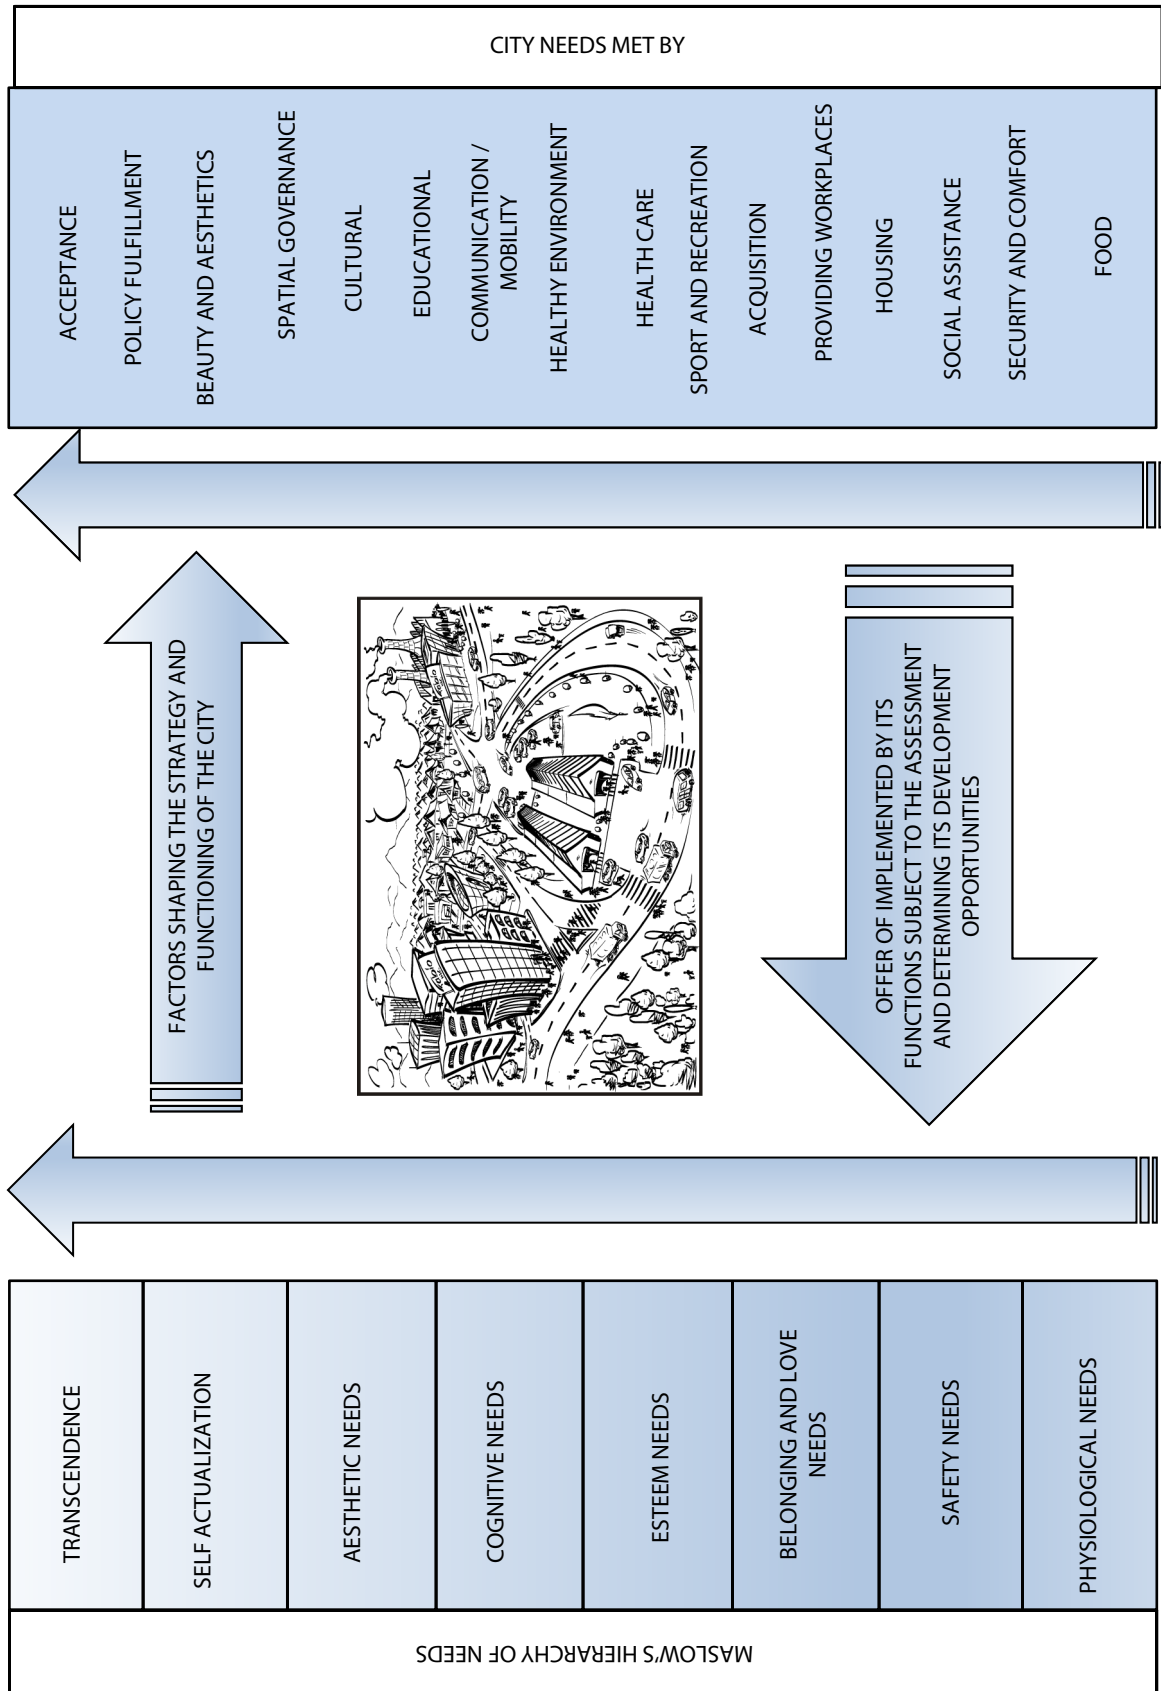 CITY NEEDS MET BY
ACCEPTANCE
POLICY FULFILLMENT
BEAUTY AND AESTHETICS
SPATIAL GOVERNANCE
CULTURAL
EDUCATIONAL
COMMUNICATION /
MOBILITY
HEALTHY ENVIRONMENT
HEALTH CARE
SPORT AND RECREATION
ACQUISITION
PROVIDING WORKPLACES
HOUSING
SOCIAL ASSISTANCE
SECURITY AND COMFORT
FOOD
FACTORS SHAPING THE STRATEGY AND
FUNCTIONING OF THE CITY
OFFER OF IMPLEMENTED BY ITS
FUNCTIONS SUBJECT TO THE ASSESSMENT
AND DETERMINING ITS DEVELOPMENT
OPPORTUNITIES
TRANSCENDENCE
SELF ACTUALIZATION
AESTHETIC NEEDS
COGNITIVE NEEDS
ESTEEM NEEDS
BELONGING AND LOVE
NEEDS
SAFETY NEEDS
PHYSIOLOGICAL NEEDS
MASLOW'S HIERARCHY OF NEEDS